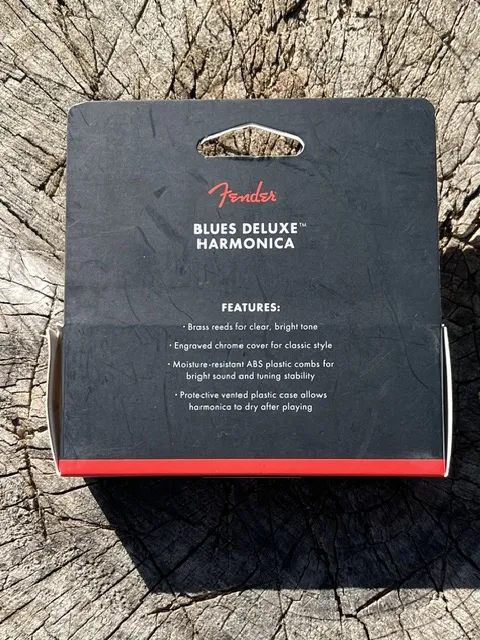 Fender
BLUES DELUXE™
HARMONICA
FEATURES:
· Brass reeds for clear, bright tone
· Engraved chrome cover for classic style
· Moisture-resistant ABS plastic combs for
bright sound and tuning stability
· Protective vented plastic case allows
harmonica to dry after playing